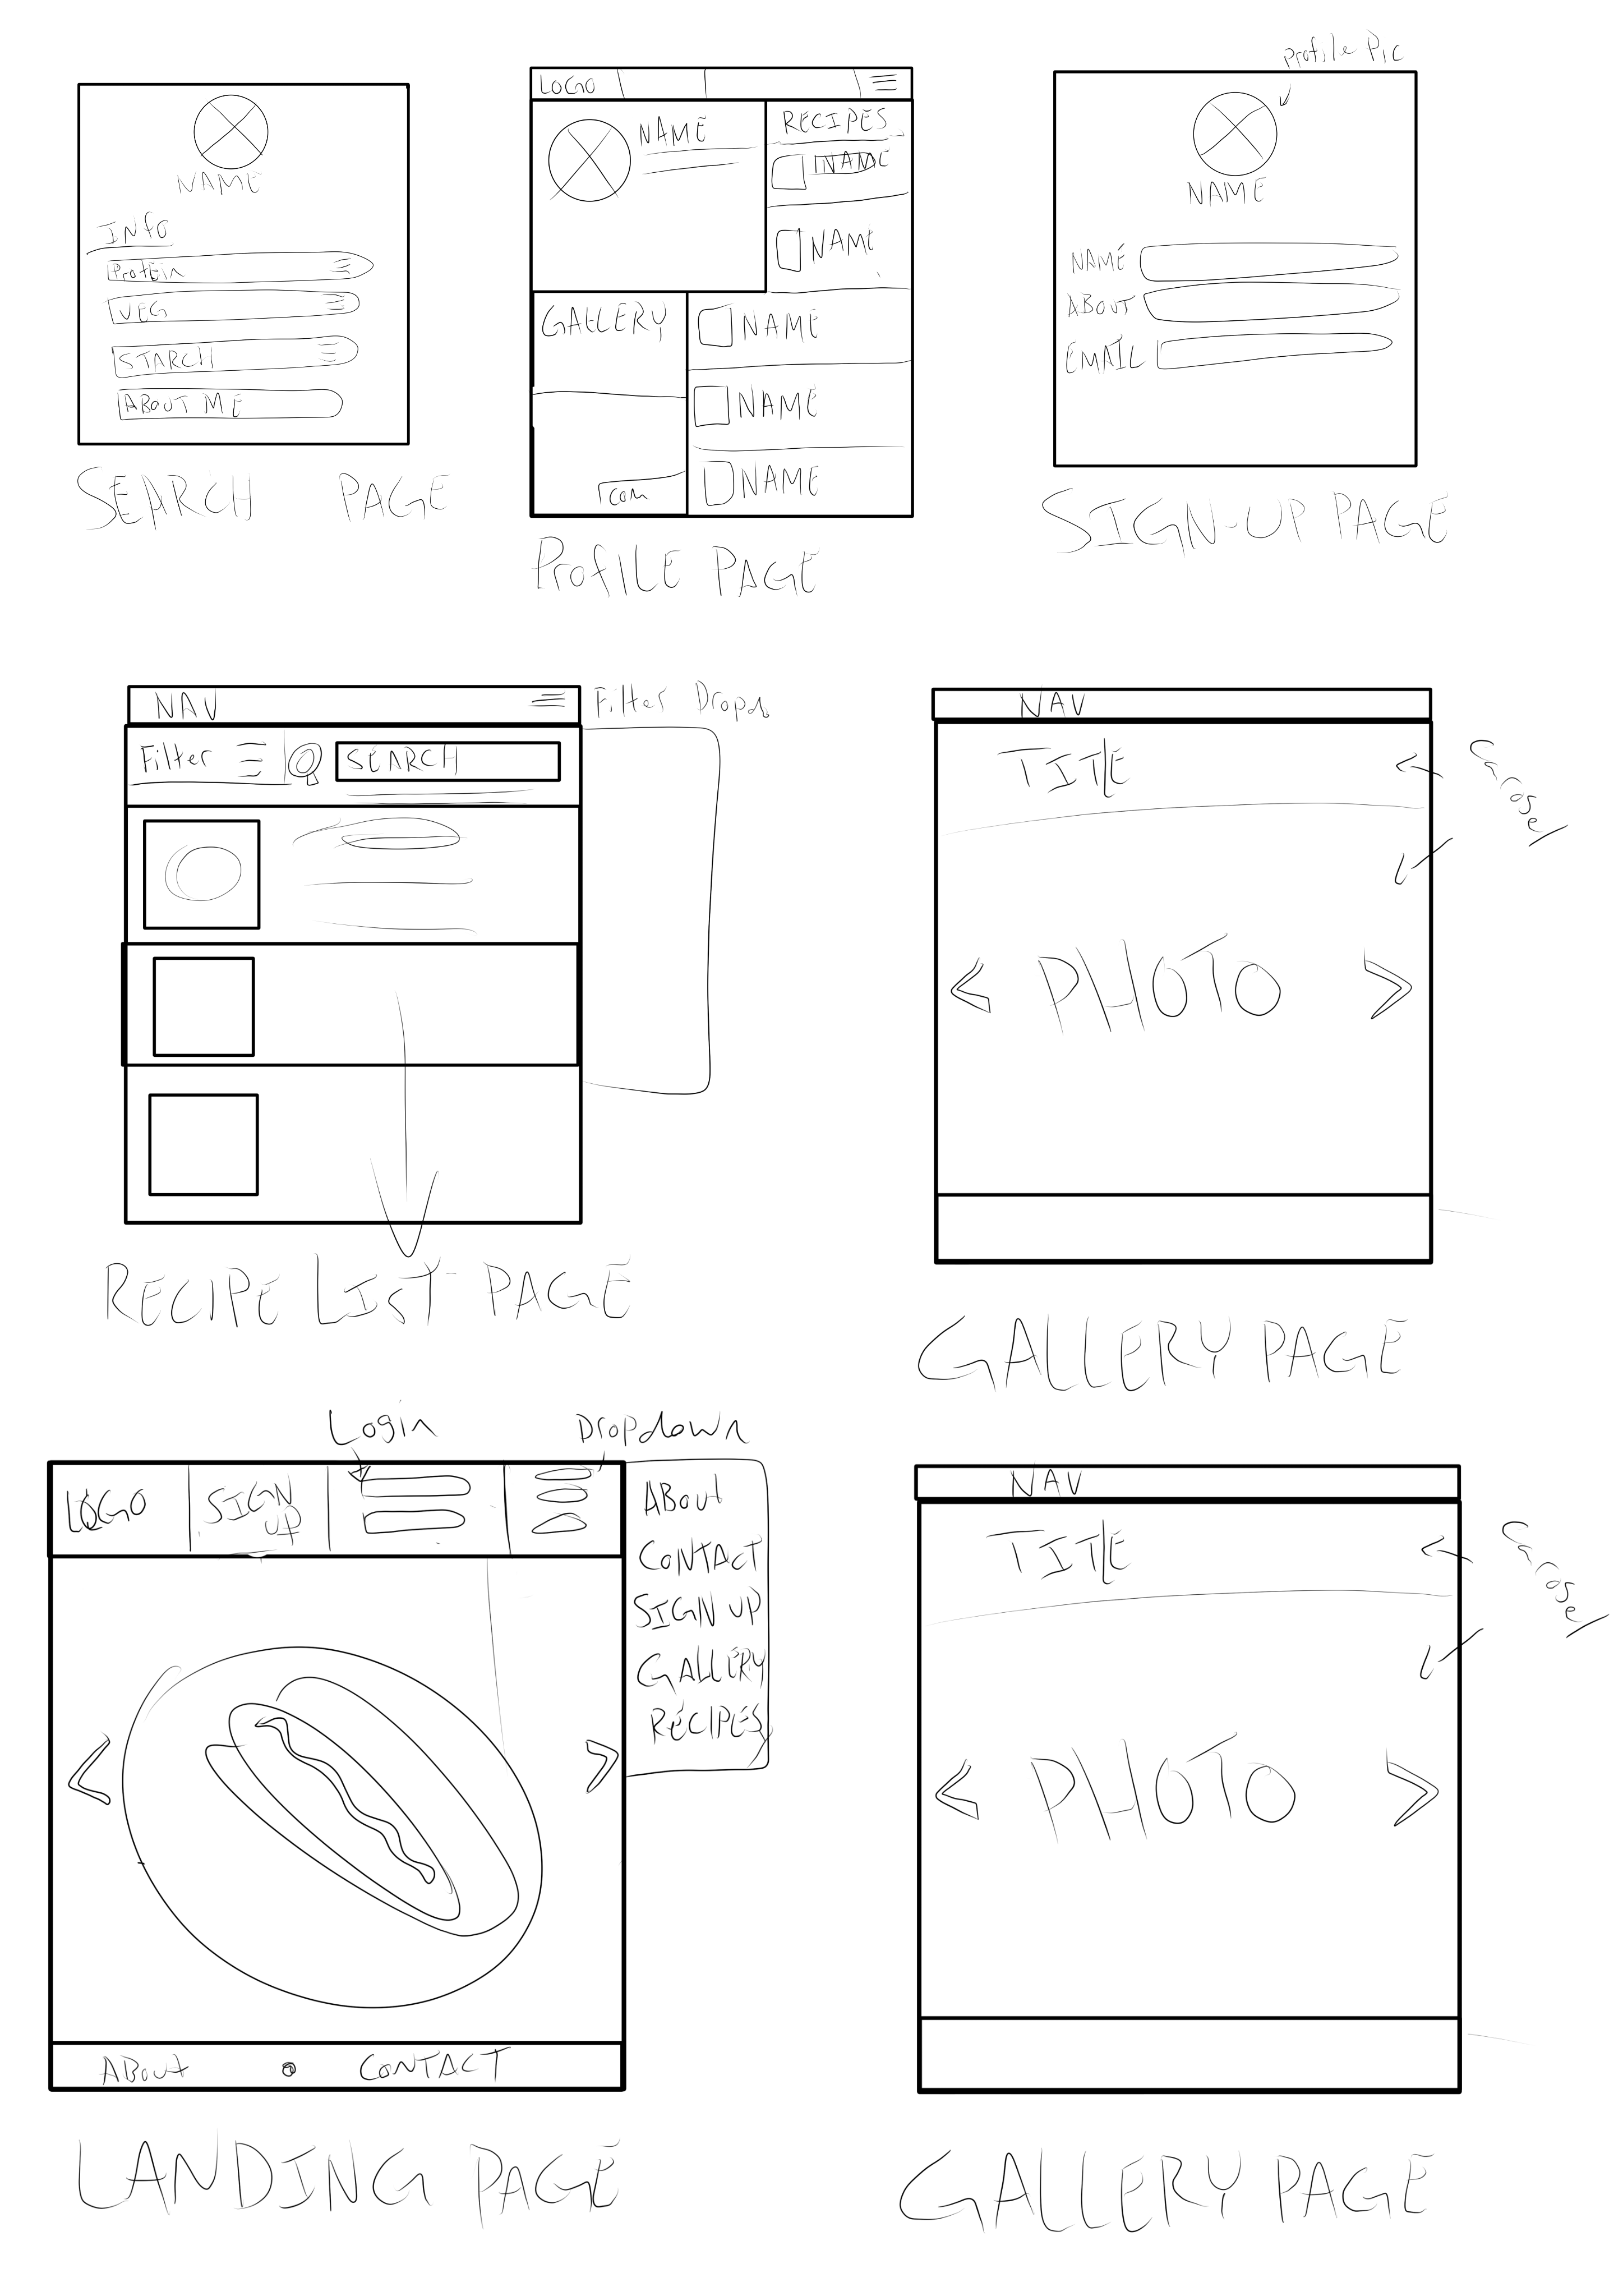 NAME
Info
Protein
VEG
STARCH
ABOUT ME
SEARCH PAGE
LOGO
NAME
RECIPES
NAME
NAME
GALLERY
NAME
NAME
NAME
com
Profile PAGE
Profile Pic
NAME
NAME
ABOUT
EMAIL
SIGN-UP PAGE
NAV
Filter Drops
Filter
SEARCH
RECIPE LIST PAGE
NAV
TITLE
Carosel
< PHOTO >
GALLERY PAGE
Login
Dropdown
LOGO
SIGN
UP
ABout
CONTACT
SIGN UP
GALLERY
RECIPES
< >
ABout
CONTACT
LANDING PAGE
NAV
TITLE
Carosel
< PHOTO >
GALLERY PAGE